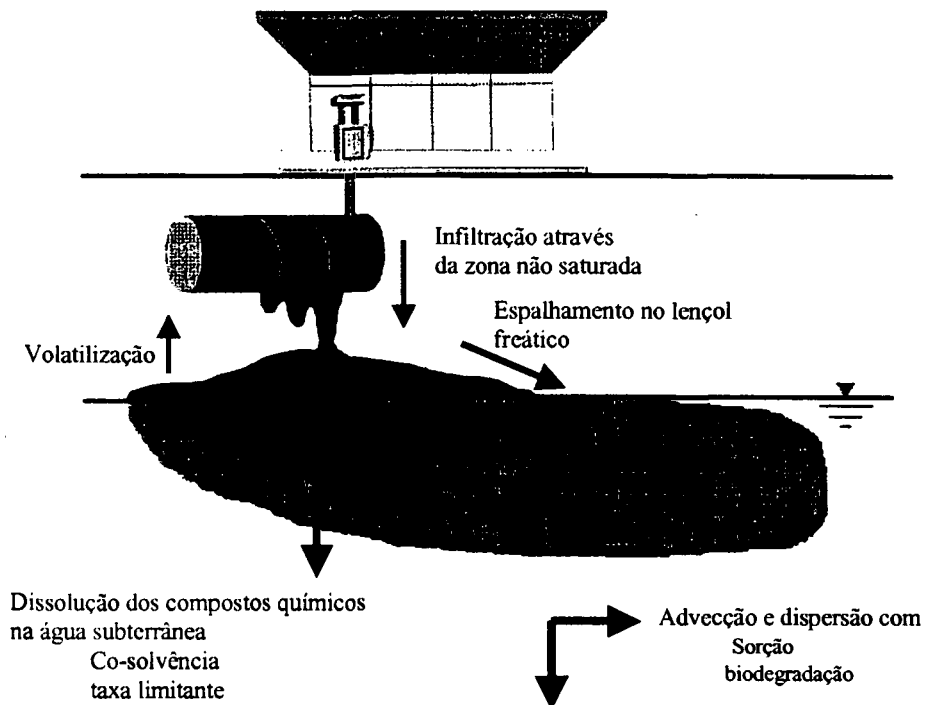 Infiltração através
da zona não saturada
Espalhamento no lençol
freático
Volatilização
Dissolução dos compostos químicos
na água subterrânea
Co-solvência
taxa limitante
Advecção e dispersão com
Sorção
biodegradação